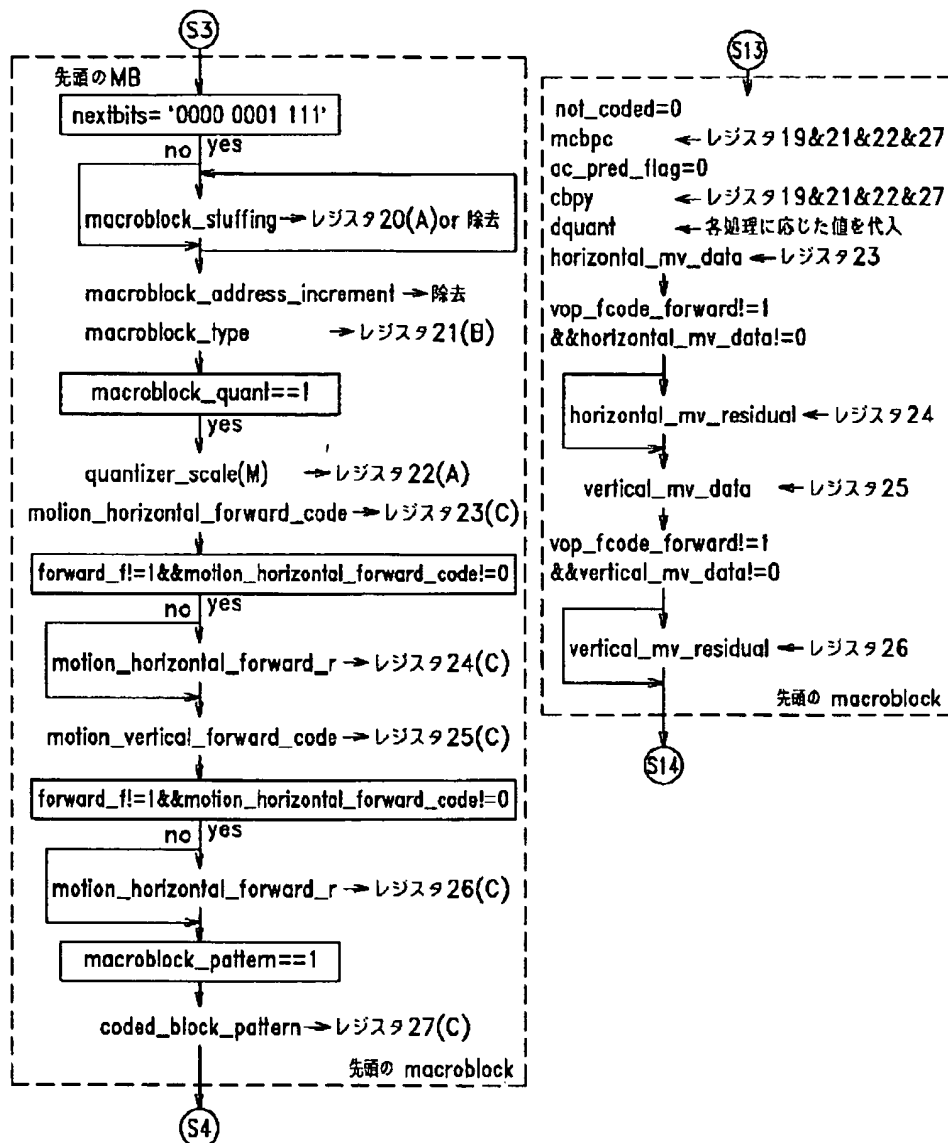 S3
先頭のMB
nextbits= '0000 0001 111'
no yes
macroblock_stuffing→レジスタ20(A)or 除去
macroblock_address_increment→除去
macroblock_type →レジスタ21(B)
macroblock_quant==1
yes
quantizer_scale(M) →レジスタ22(A)
motion_horizontal_forward_code→レジスタ23(C)
forward_f!=1&&motion_horizontal_forward_code!=0
no yes
motion_horizontal_forward_r→レジスタ24(C)
motion_vertical_forward_code→レジスタ25(C)
forward_f!=1&&motion_horizontal_forward_code!=0
no yes
motion_horizontal_forward_r→レジスタ26(C)
macroblock_pattern==1
coded_block_pattern→レジスタ27(C)
先頭の macroblock
S4
S13
not_coded=0
mcbpc ←レジスタ19&21&22&27
ac_pred_flag=0
cbpy ←レジスタ19&21&22&27
dquant ←各処理に応じた値を代入
horizontal_mv_data←レジスタ23
vop_fcode_forward!=1
&&horizontal_mv_data!=0
horizontal_mv_residual←レジスタ24
vertical_mv_data ←レジスタ25
vop_fcode_forward!=1
&&vertical_mv_data!=0
vertical_mv_residual←レジスタ26
先頭の macroblock
S14